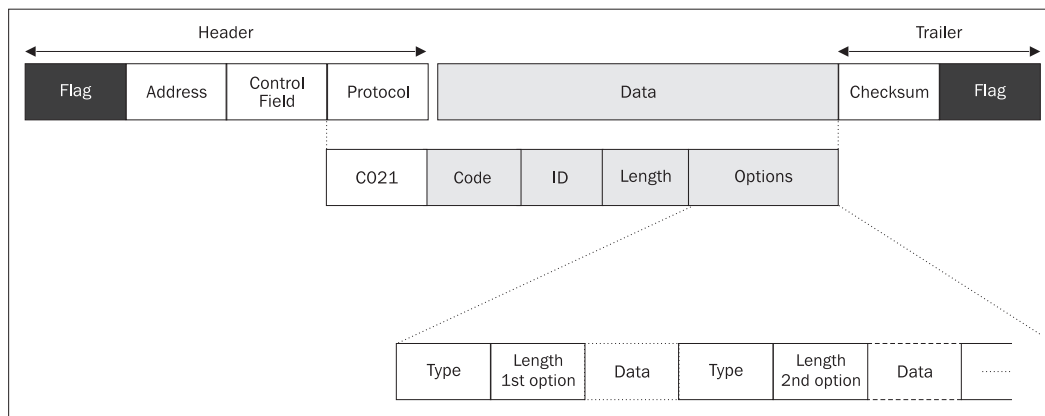 Header
Trailer
Flag
Address
Control
Field
Protocol
Data
Checksum
Flag
C021
Code
ID
Length
Options
Type
Length
1st option
Data
Type
Length
2nd option
Data
......